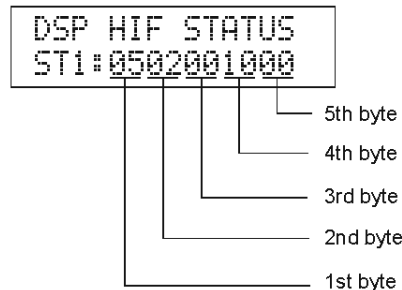 DSP HIF STATUS
ST1:0502001000
5th byte
4th byte
3rd byte
2nd byte
1st byte